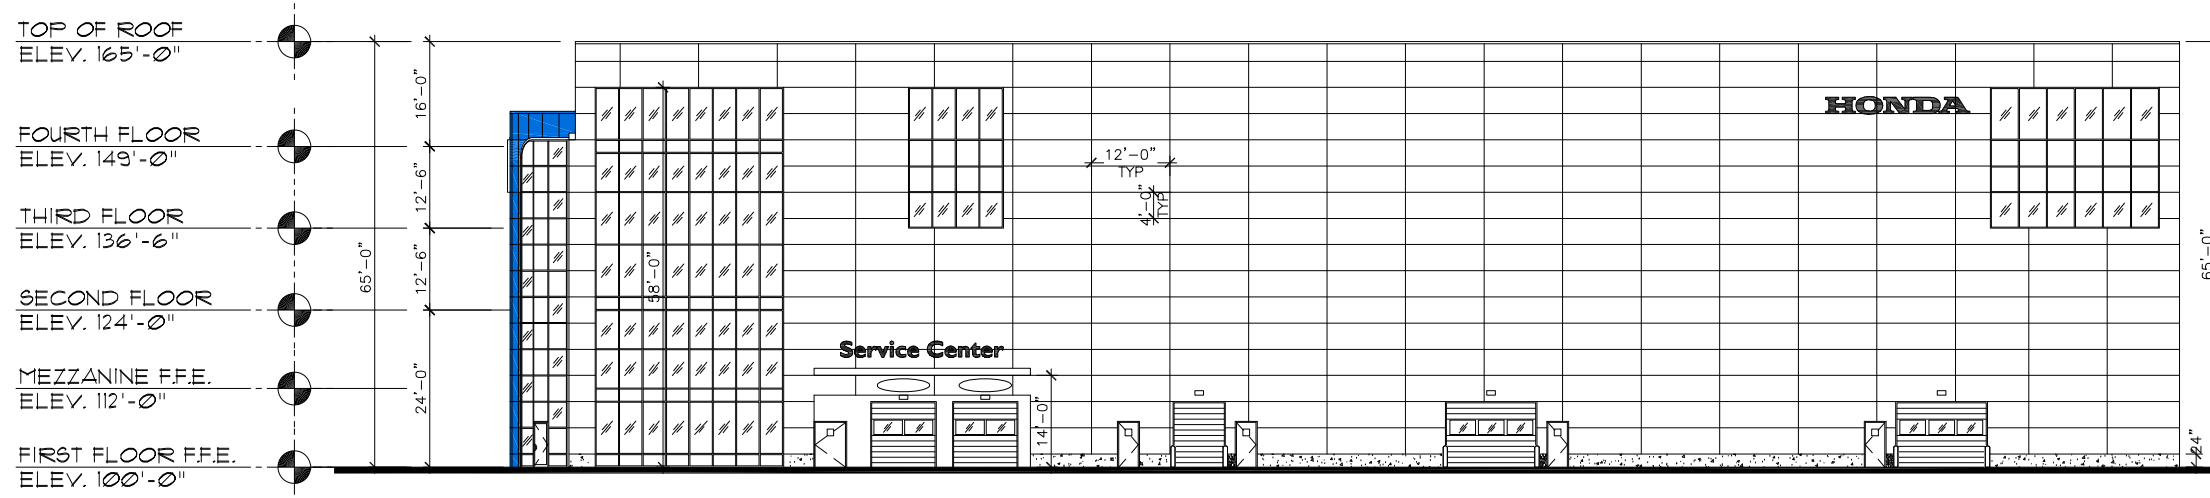 TOP OF ROOF
ELEV. 165'-0"
FOURTH FLOOR
ELEV. 149'-0"
THIRD FLOOR
ELEV. 136'-6"
SECOND FLOOR
ELEV. 124'-0"
MEZZANINE F.F.E.
ELEV. 112'-0"
FIRST FLOOR F.F.E.
ELEV. 100'-0"
65'-0"
16'-0"
12'-6"
12'-6"
24'-0"
58'-0"
Service Center
14'-0"
12'-0"
TYP
4'-0"
TYP
HONDA
65'-0"
24"